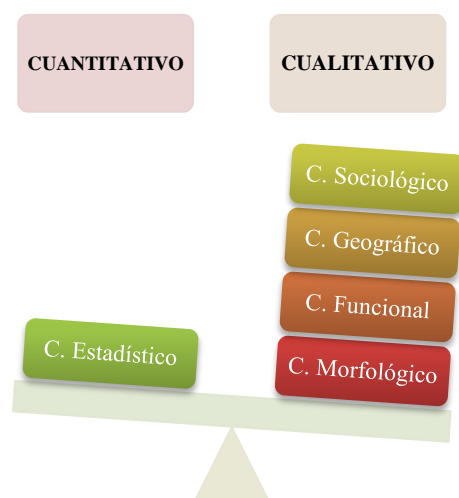 CUANTITATIVO
CUALITATIVO
C. Sociológico
C. Geográfico
C. Funcional
C. Estadístico
C. Morfológico